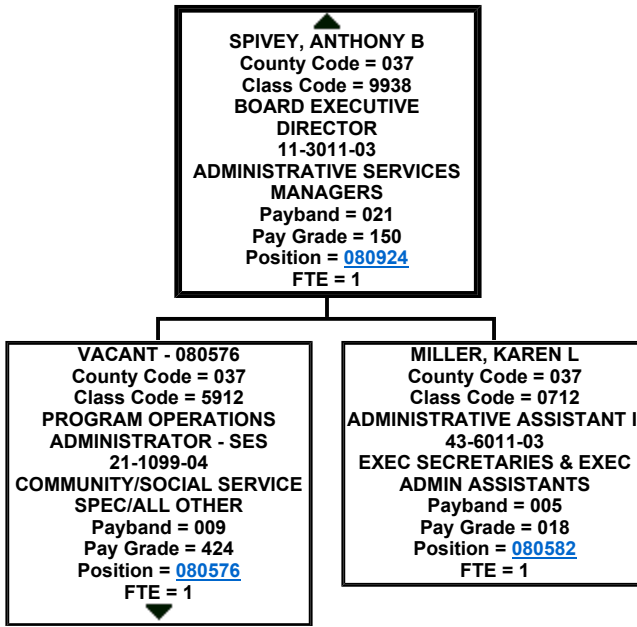 SPIVEY, ANTHONY B
County Code = 037
Class Code = 9938
BOARD EXECUTIVE
DIRECTOR
11-3011-03
ADMINISTRATIVE SERVICES
MANAGERS
Payband = 021
Pay Grade = 150
Position = 080924
FTE = 1
VACANT - 080576
County Code = 037
Class Code = 5912
PROGRAM OPERATIONS
ADMINISTRATOR - SES
21-1099-04
COMMUNITY/SOCIAL SERVICE
SPEC/ALL OTHER
Payband = 009
Pay Grade = 424
Position = 080576
FTE = 1
MILLER, KAREN L
County Code = 037
Class Code = 0712
ADMINISTRATIVE ASSISTANT I
43-6011-03
EXEC SECRETARIES & EXEC
ADMIN ASSISTANTS
Payband = 005
Pay Grade = 018
Position = 080582
FTE = 1